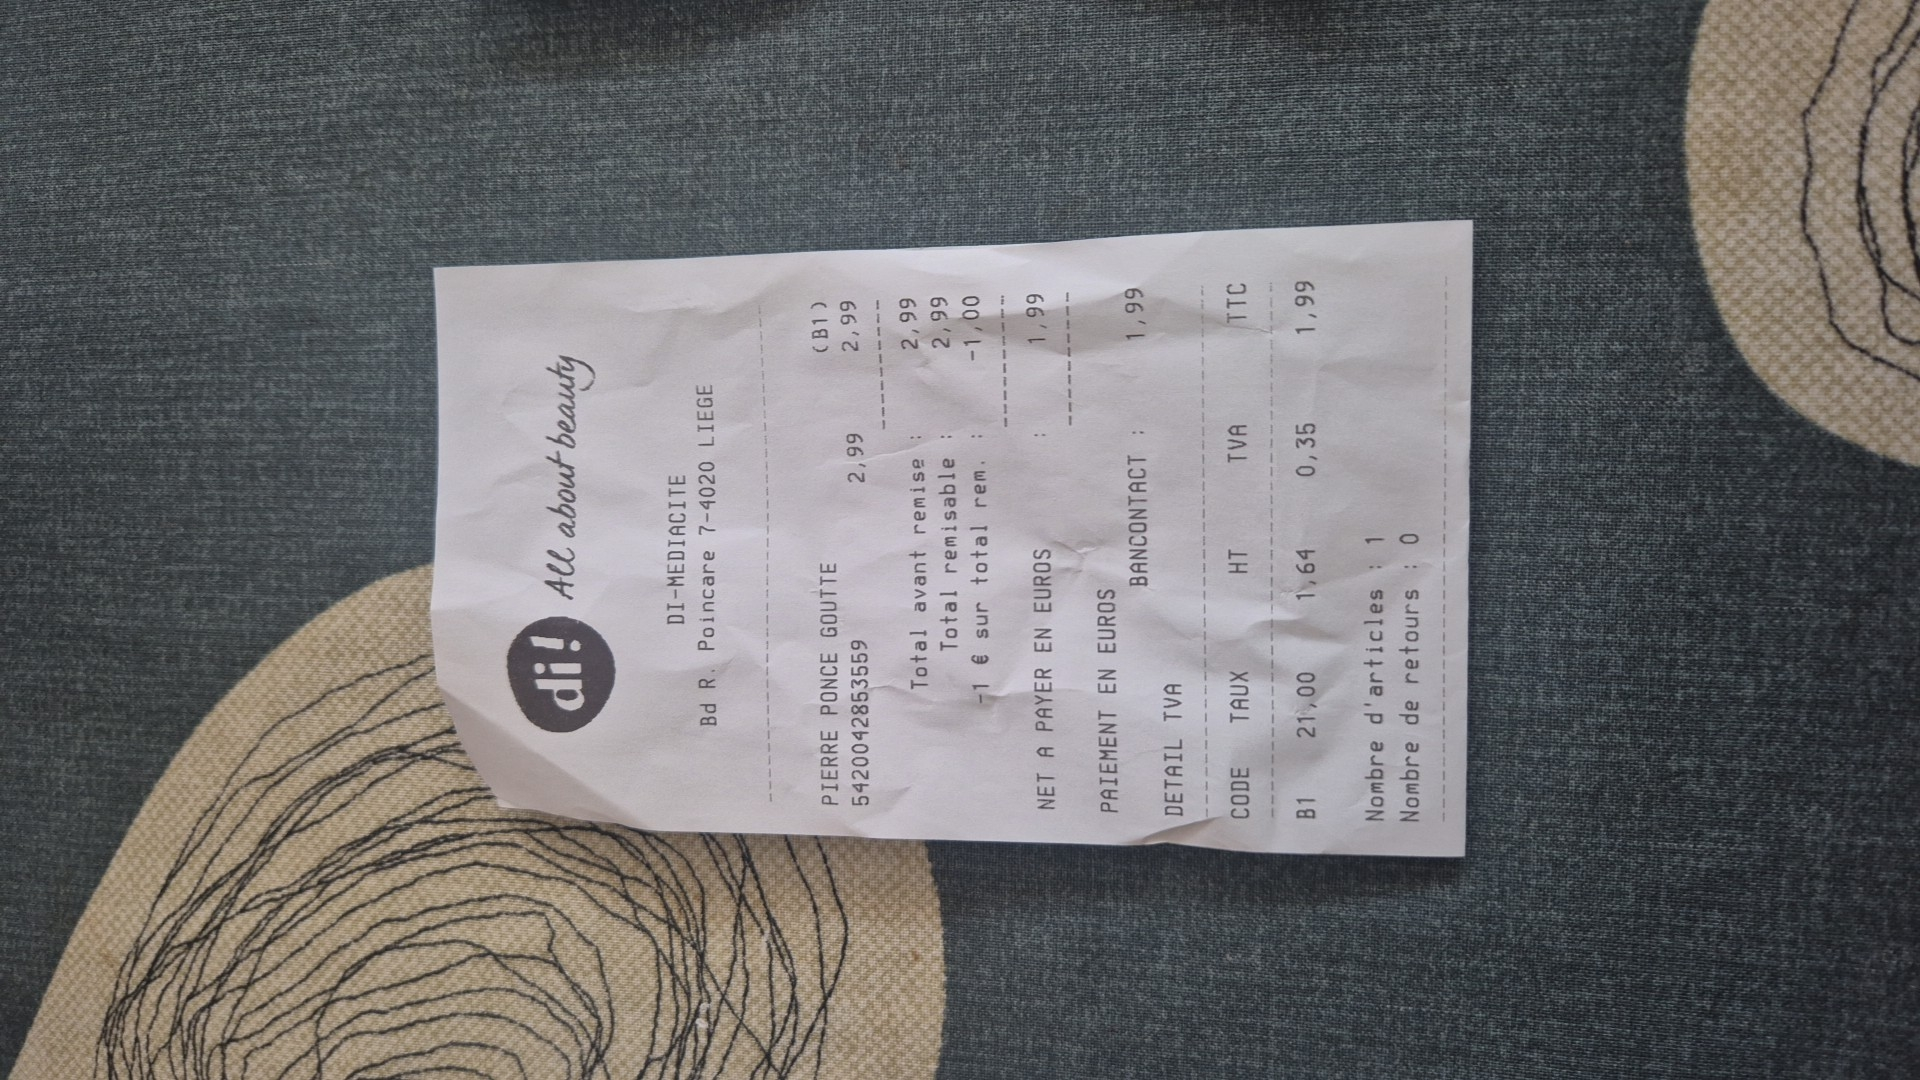 di! All about beauty
DI-MEDIACITE
Bd R. Poincare 7-4020 LIEGE
PIERRE PONCE GOUTTE (B1)
5420042853559 2,99 2,99
Total avant remise : 2,99
Total remisable : 2,99
-1 € sur total rem. : -1,00
NET A PAYER EN EUROS : 1,99
PAIEMENT EN EUROS
BANCONTACT : 1,99
DETAIL TVA
CODE TAUX HT TVA TTC
B1 21,00 1,64 0,35 1,99
Nombre d'articles : 1
Nombre de retours : 0